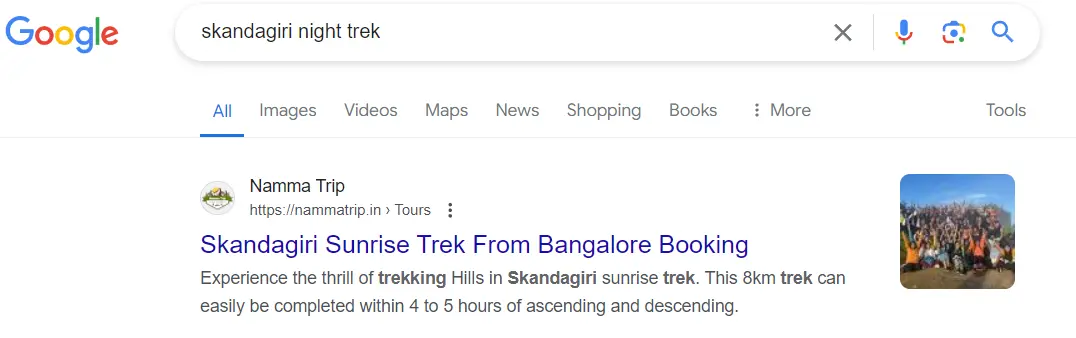 Google
skandagiri night trek
All Images Videos Maps News Shopping Books More Tools
Namma Trip
https://nammatrip.in › Tours
Skandagiri Sunrise Trek From Bangalore Booking
Experience the thrill of trekking Hills in Skandagiri sunrise trek. This 8km trek can
easily be completed within 4 to 5 hours of ascending and descending.